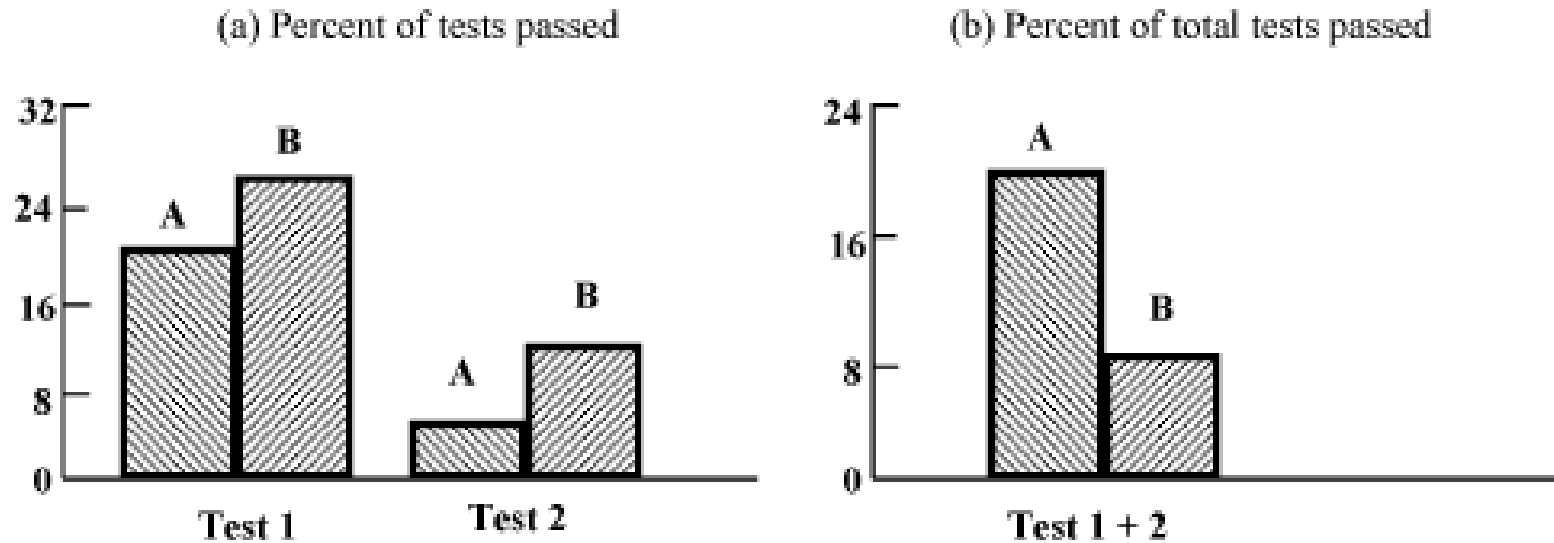 (a) Percent of tests passed
32
24
16
8
0
A
B
A
B
Test 1
Test 2
(b) Percent of total tests passed
24
16
8
0
A
B
Test 1 + 2